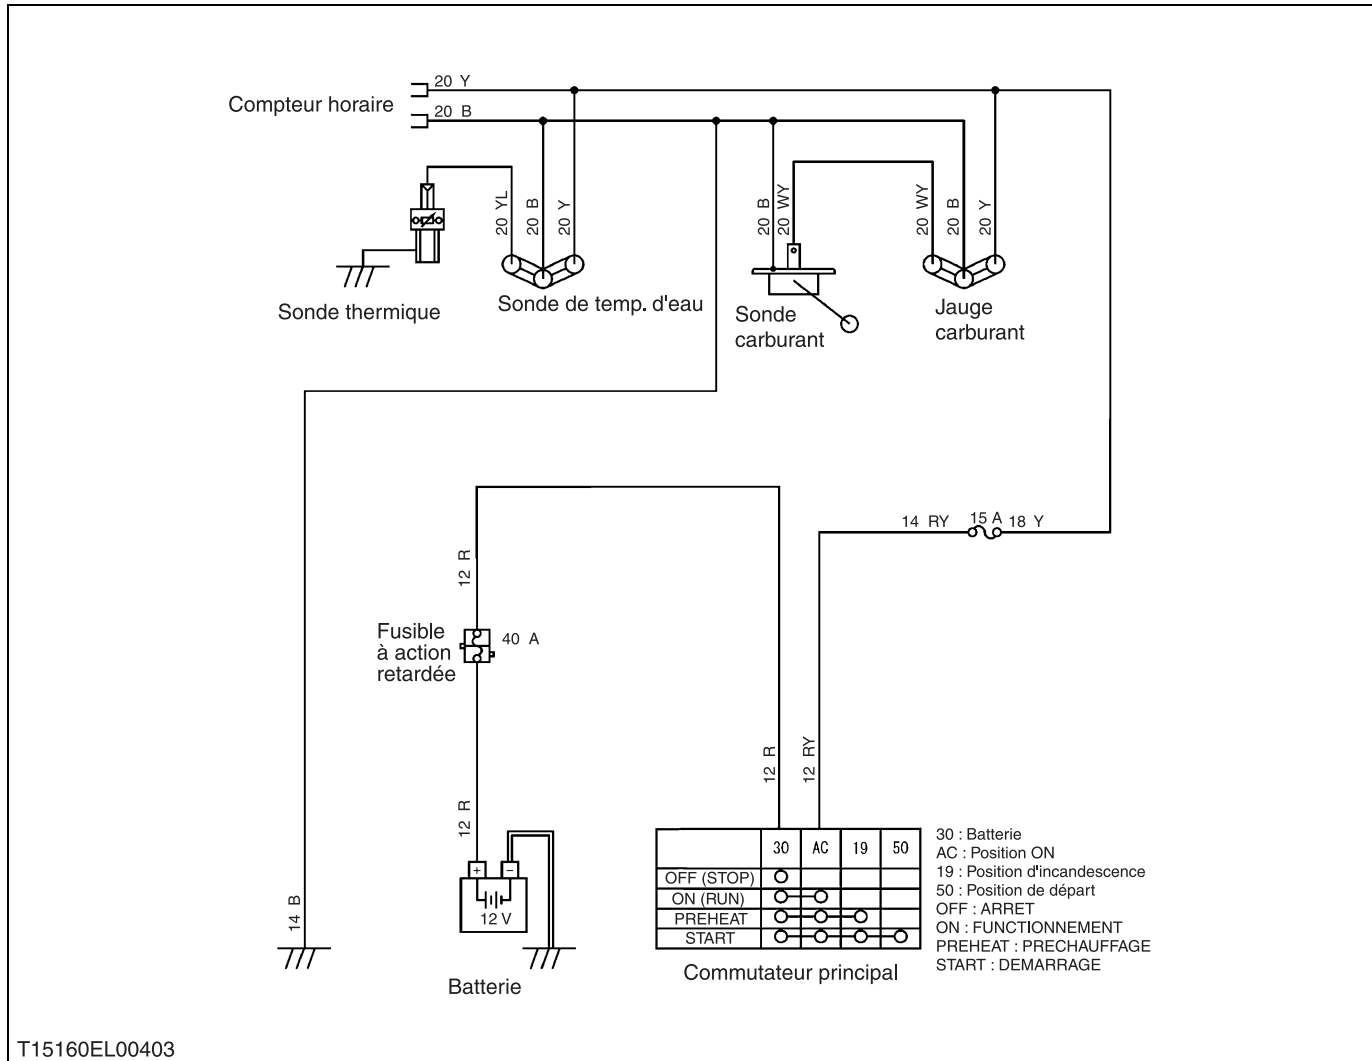 20 Y
Compteur horaire
20 B
20 YL
20 B
20 Y
20 B
20 WY
20 WY
20 B
20 Y
Sonde thermique
Sonde de temp. d'eau
Sonde
carburant
Jauge
carburant
14 RY
15 A
18 Y
12 R
Fusible
à action
retardée
40 A
12 R
12 RY
12 R
+
−
12 V
Batterie
14 B
30 AC 19 50
OFF (STOP)
ON (RUN)
PREHEAT
START
Commutateur principal
30 : Batterie
AC : Position ON
19 : Position d'incandescence
50 : Position de départ
OFF : ARRET
ON : FUNCTIONNEMENT
PREHEAT : PRECHAUFFAGE
START : DEMARRAGE
T15160EL00403